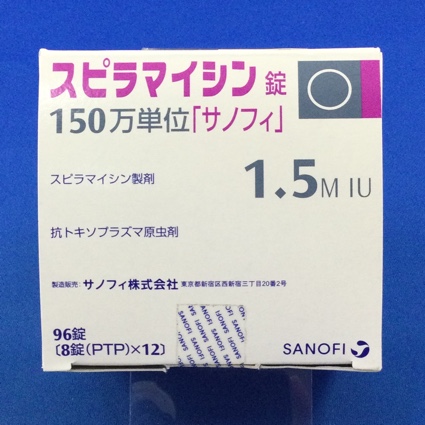 スピラマイシン錠
150万単位「サノフィ」
スピラマイシン製剤
1.5M IU
抗トキソプラズマ原虫剤
製造販売: サノフィ株式会社 東京都新宿区西新宿三丁目20番2号
96錠
〔8錠(PTP)×12〕
SANOFI
SANOFI
SANOFI
SANOFI
SANOFI